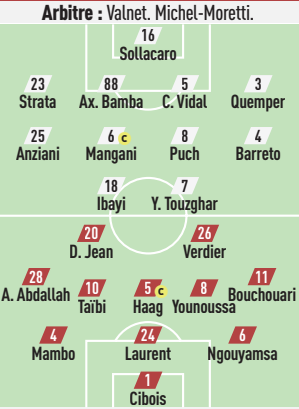 Arbitre : Valnet. Michel-Moretti.
16
Sollacaro
23 88 5 3
Strata Ax. Bamba C. Vidal Quemper
25 6 C 8 4
Anziani Mangani Puch Barreto
18 7
Ibayi Y. Touzghar
20 26
D. Jean Verdier
28 10 5 C 8 11
A. Abdallah Taïbi Haag Younoussa Bouchouari
4 24 6
Mambo Laurent Ngouyamsa
1
Cibois